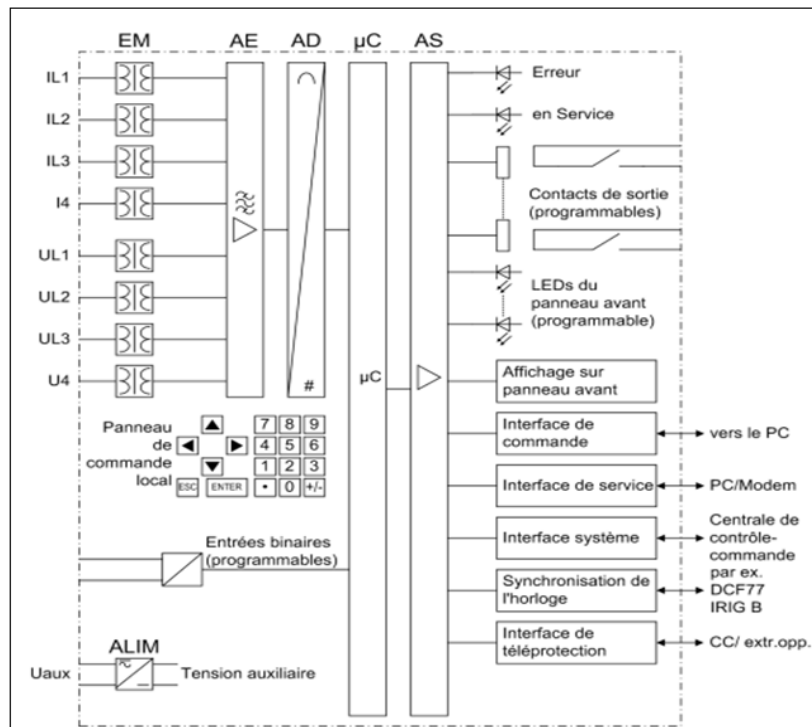 EM AE AD µC AS
IL1
IL2
IL3
I4
UL1
UL2
UL3
U4
#
µC
Erreur
en Service
Contacts de sortie
(programmables)
LEDs du
panneau avant
(programmable)
Affichage sur
panneau avant
Interface de
commande
vers le PC
Interface de service
PC/Modem
Interface système
Centrale de
contrôle-
commande
par ex.
Synchronisation de
l'horloge
DCF77
IRIG B
Interface de
téléprotection
CC/ extr.opp.
Panneau
de
commande
local
7 8 9
4 5 6
1 2 3
ESC ENTER • 0 +/-
Entrées binaires
(programmables)
ALIM
Uaux
Tension auxiliaire